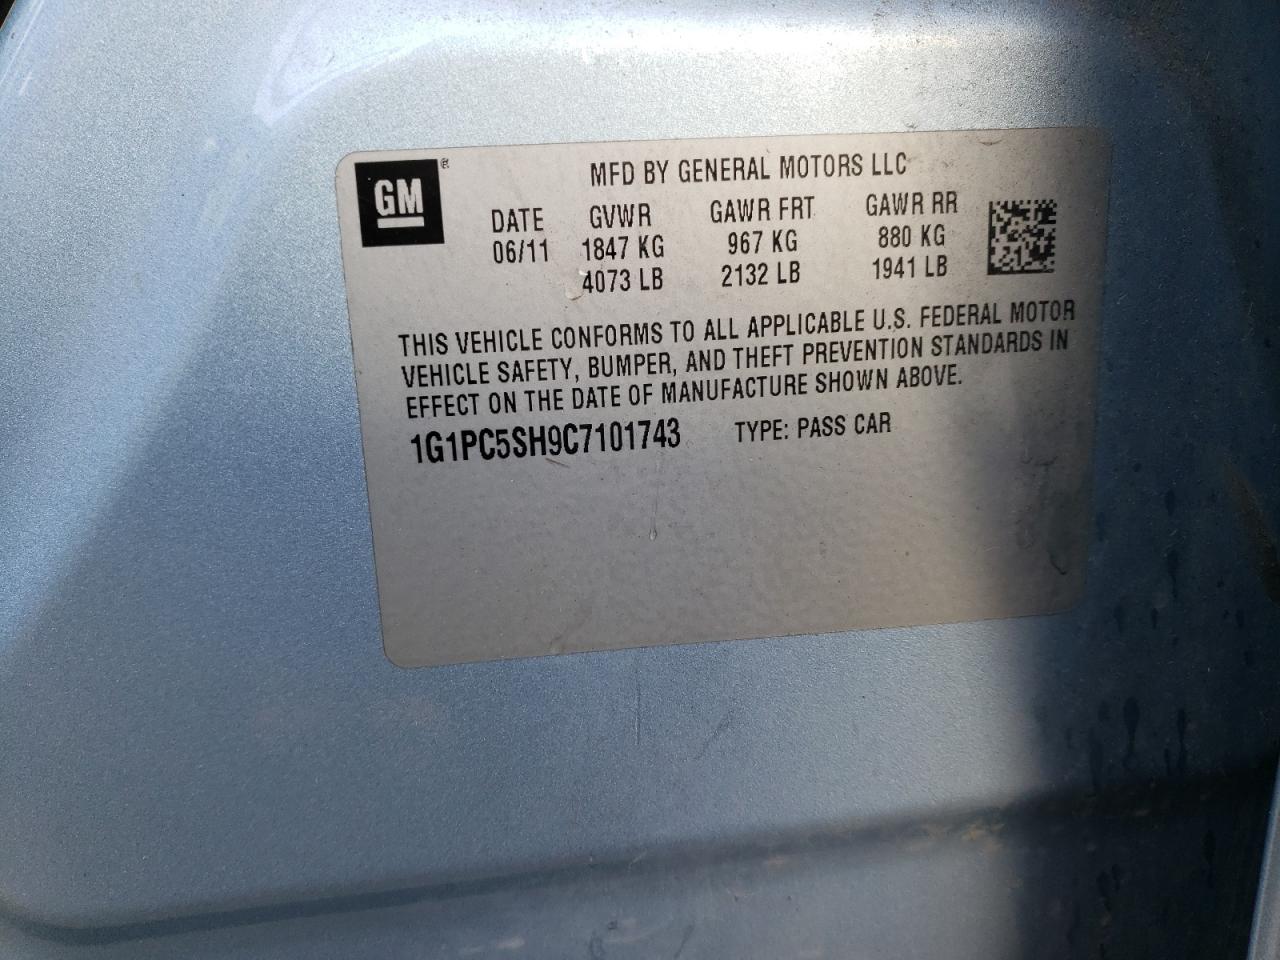 GM ®
MFD BY GENERAL MOTORS LLC
DATE GVWR GAWR FRT GAWR RR
06/11 1847 KG 967 KG 880 KG
4073 LB 2132 LB 1941 LB
THIS VEHICLE CONFORMS TO ALL APPLICABLE U.S. FEDERAL MOTOR
VEHICLE SAFETY, BUMPER, AND THEFT PREVENTION STANDARDS IN
EFFECT ON THE DATE OF MANUFACTURE SHOWN ABOVE.
1G1PC5SH9C7101743 TYPE: PASS CAR